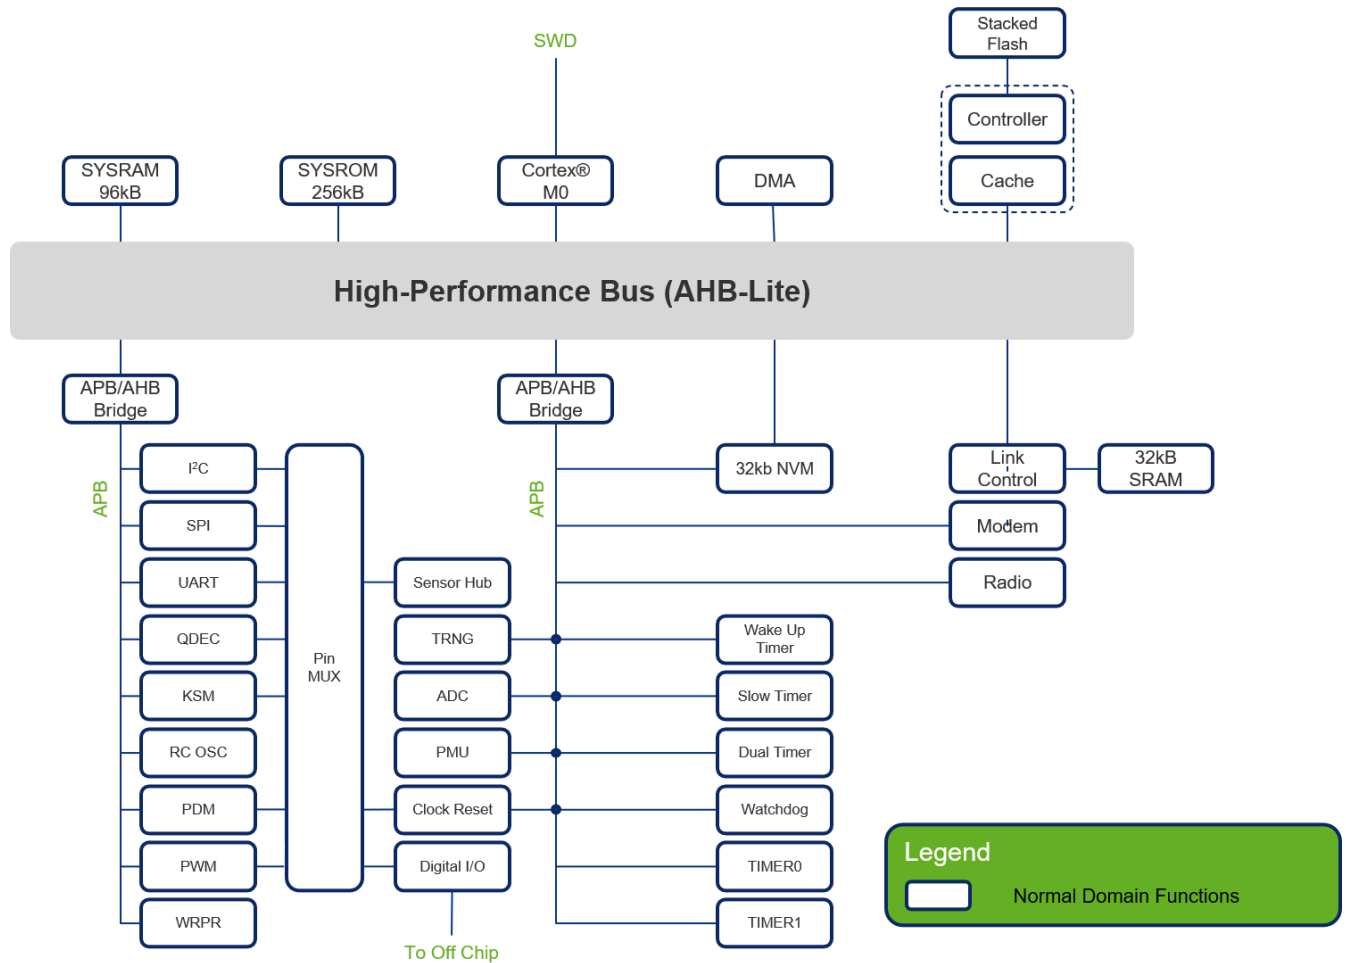 Stacked
Flash
SWD
Controller
SYSRAM
96kB
SYSROM
256kB
Cortex®
M0
DMA
Cache
High-Performance Bus (AHB-Lite)
APB/AHB
Bridge
APB/AHB
Bridge
I²C
32kb NVM
Link
Control
32kB
SRAM
APB
APB
SPI
Modem
UART
Sensor Hub
Radio
QDEC
TRNG
Wake Up
Timer
Pin
MUX
KSM
ADC
Slow Timer
RC OSC
PMU
Dual Timer
PDM
Clock Reset
Watchdog
PWM
Digital I/O
TIMER0
WRPR
TIMER1
To Off Chip
Legend
Normal Domain Functions